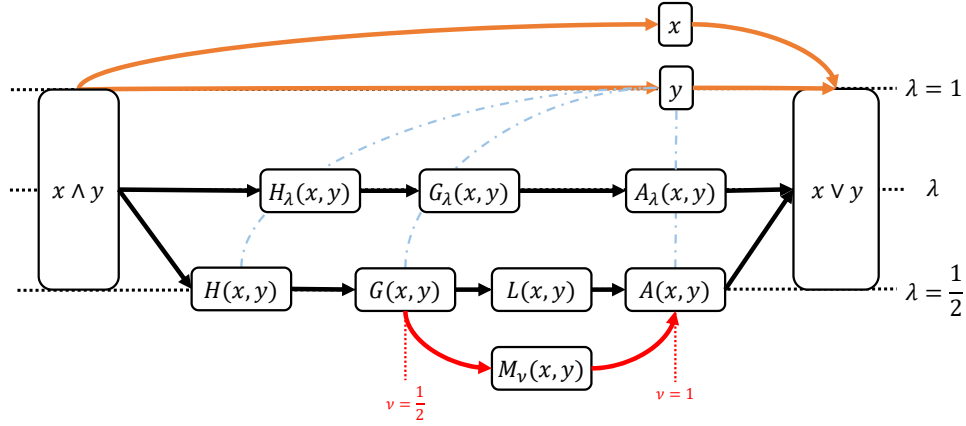 x
y
λ = 1
x ∧ y
H_λ(x, y)
G_λ(x, y)
A_λ(x, y)
x ∨ y
λ
H(x, y)
G(x, y)
L(x, y)
A(x, y)
λ = 1/2
M_ν(x, y)
ν = 1/2
ν = 1